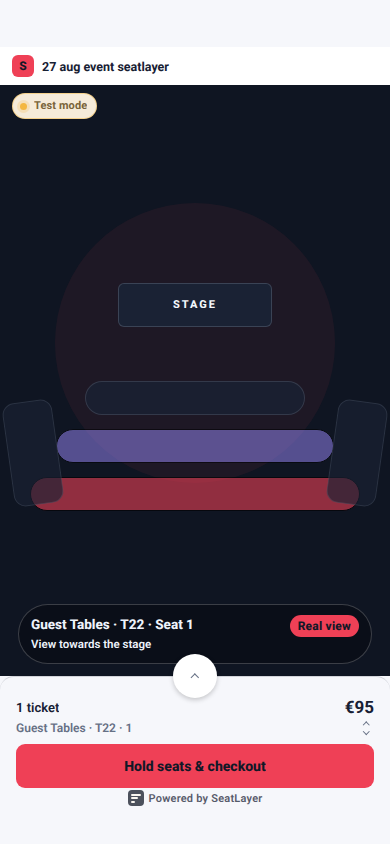 S 27 aug event seatlayer
Test mode
STAGE
Guest Tables · T22 · Seat 1
Real view
View towards the stage
1 ticket €95
Guest Tables · T22 · 1
Hold seats & checkout
Powered by SeatLayer